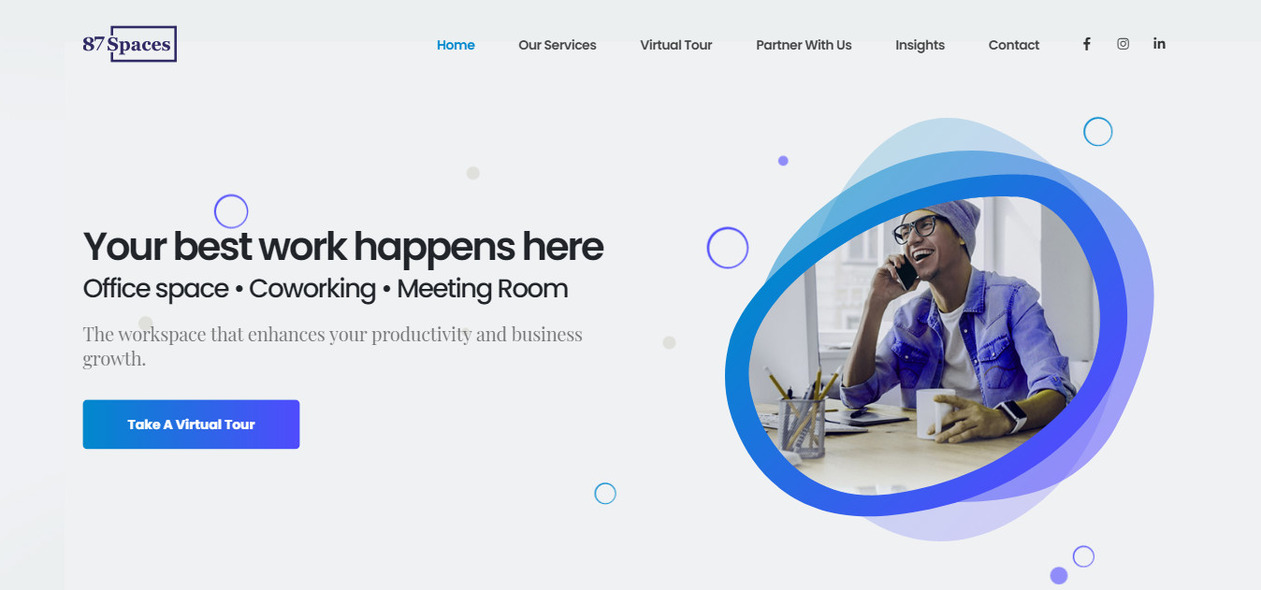 87 Spaces
Home
Our Services
Virtual Tour
Partner With Us
Insights
Contact
Your best work happens here
Office space • Coworking • Meeting Room
The workspace that enhances your productivity and business
growth.
Take A Virtual Tour